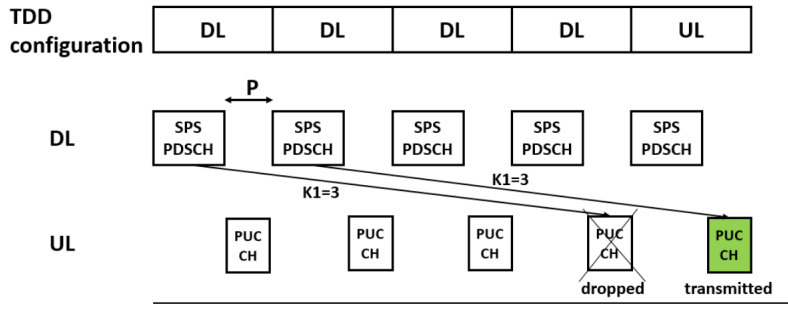 TDD
configuration
DL DL DL DL UL
P
DL
SPS PDSCH SPS PDSCH SPS PDSCH SPS PDSCH SPS PDSCH
K1=3 K1=3
UL
PUC CH PUC CH PUC CH PUC CH PUC CH
dropped transmitted